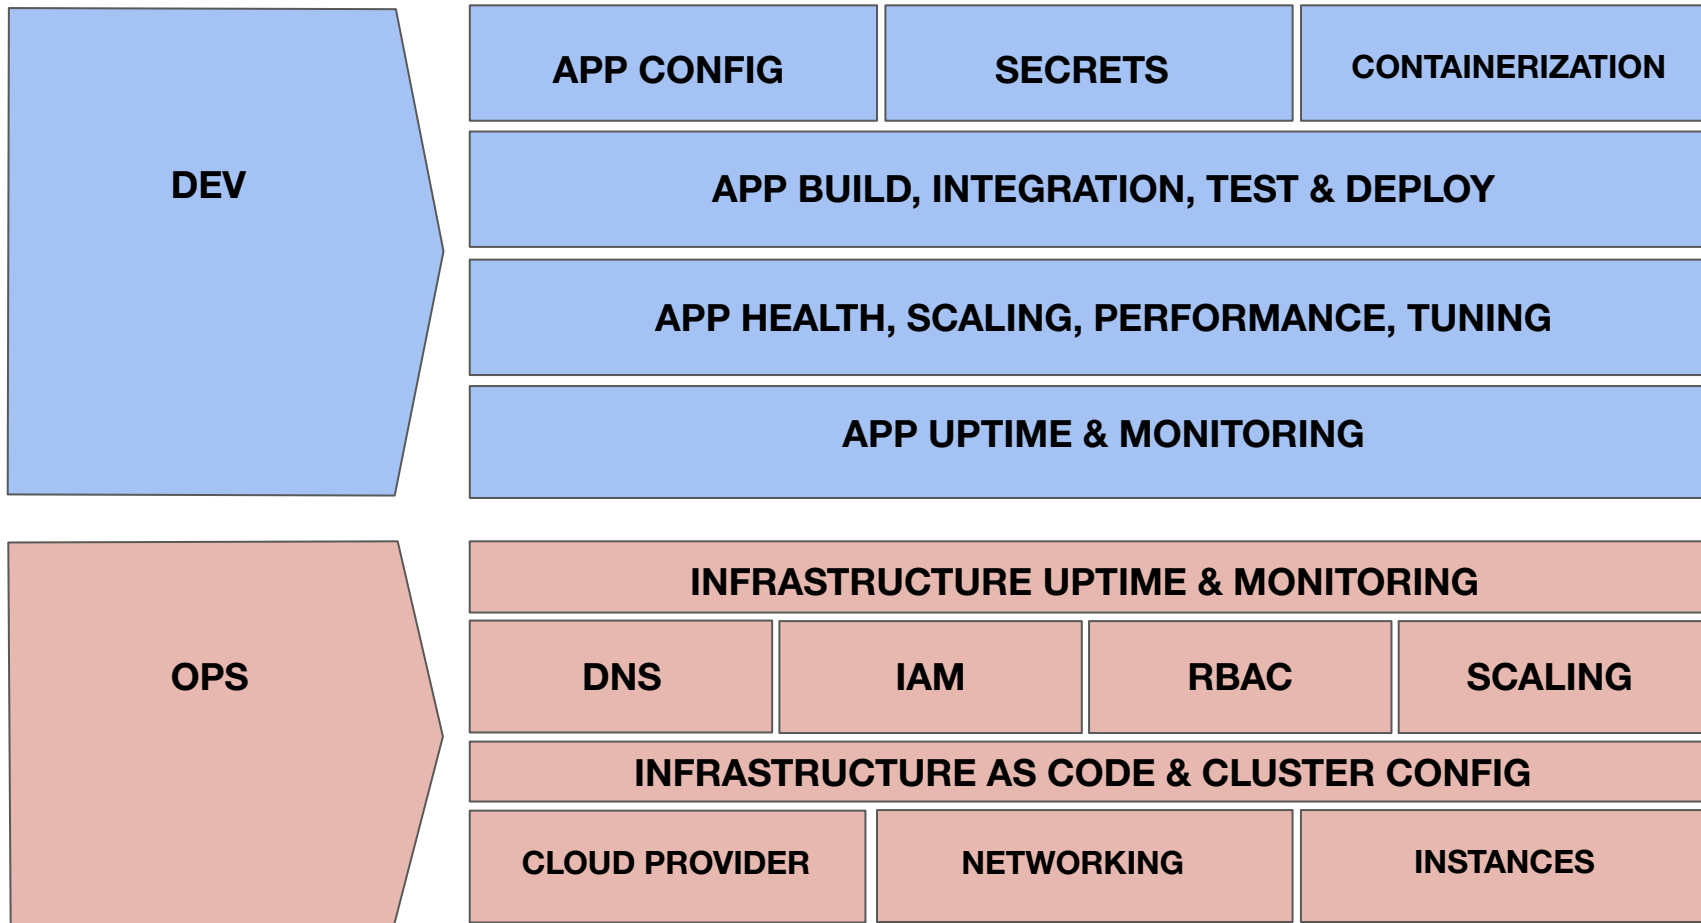 DEV
APP CONFIG
SECRETS
CONTAINERIZATION
APP BUILD, INTEGRATION, TEST & DEPLOY
APP HEALTH, SCALING, PERFORMANCE, TUNING
APP UPTIME & MONITORING
OPS
INFRASTRUCTURE UPTIME & MONITORING
DNS
IAM
RBAC
SCALING
INFRASTRUCTURE AS CODE & CLUSTER CONFIG
CLOUD PROVIDER
NETWORKING
INSTANCES